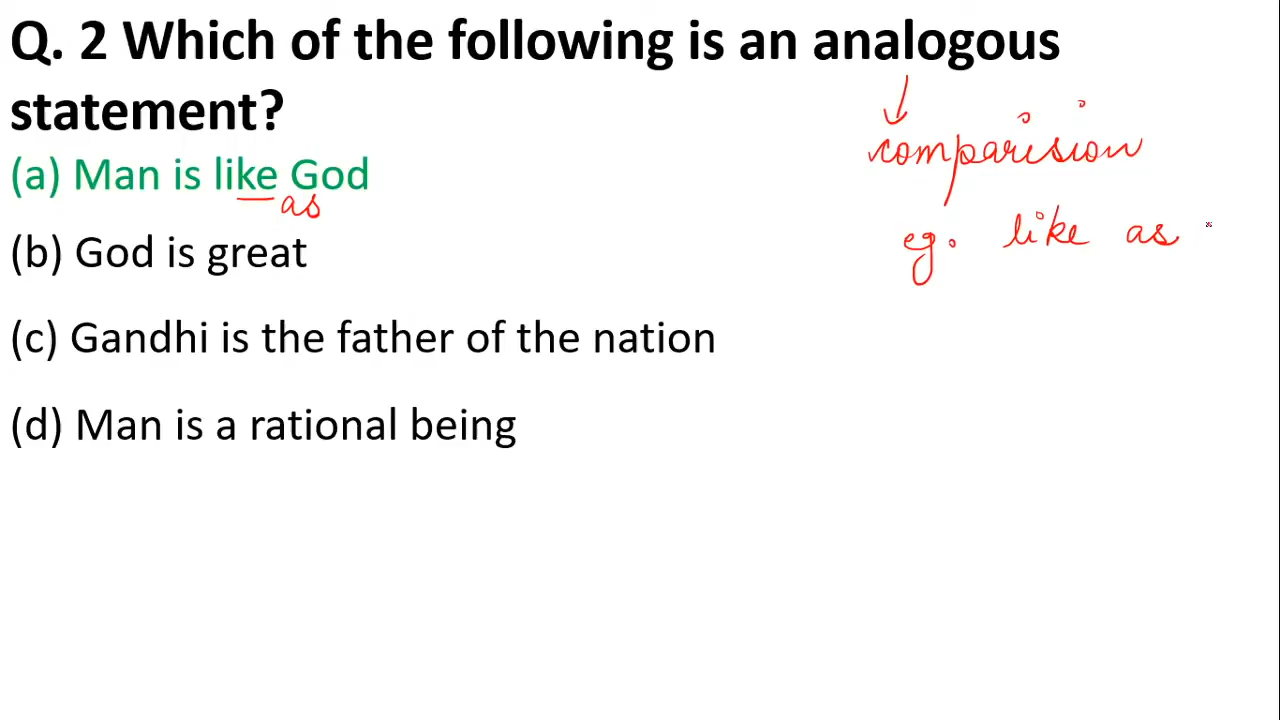 Q. 2 Which of the following is an analogous
statement?
comparision
(a) Man is like God
as
eg. like as
(b) God is great
(c) Gandhi is the father of the nation
(d) Man is a rational being